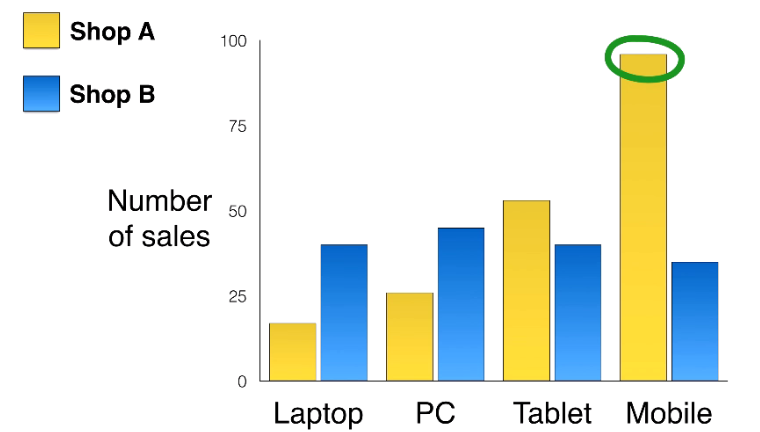 Shop A
Shop B
Number
of sales
100
75
50
25
0
Laptop PC Tablet Mobile